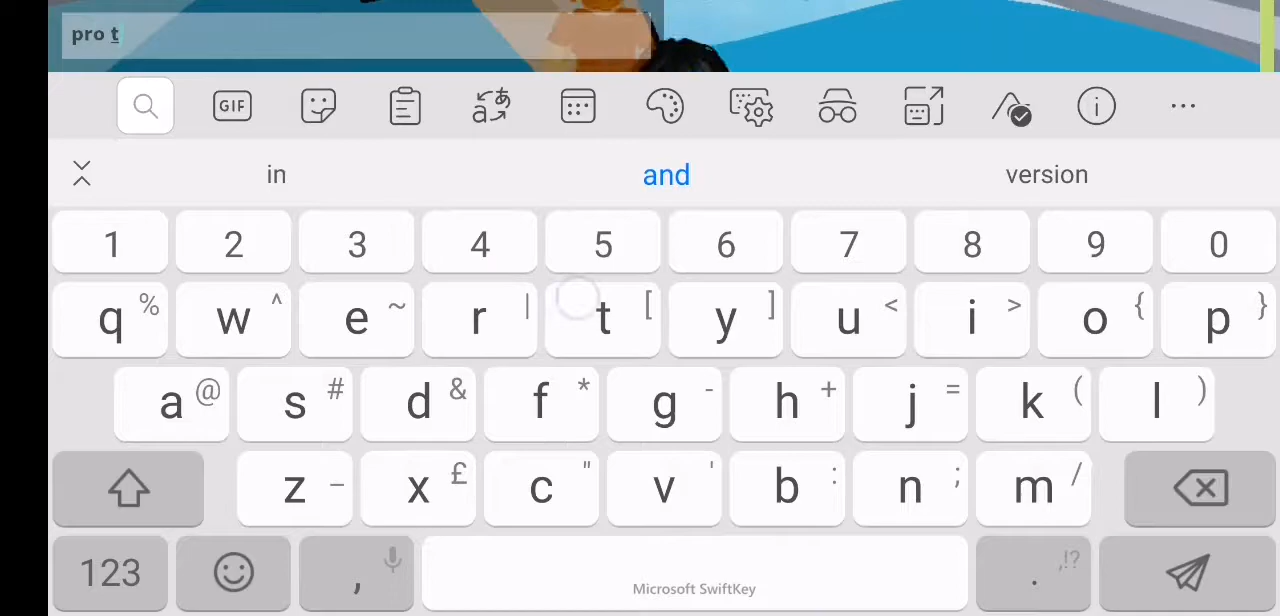 pro t
GIF
in and version
1 2 3 4 5 6 7 8 9 0
q % w ^ e ~ r | t [ y ] u < i > o { p }
a @ s # d & f * g - h + j = k ( l )
z _ x £ c " v ' b : n ; m /
123 , Microsoft SwiftKey . ,!?